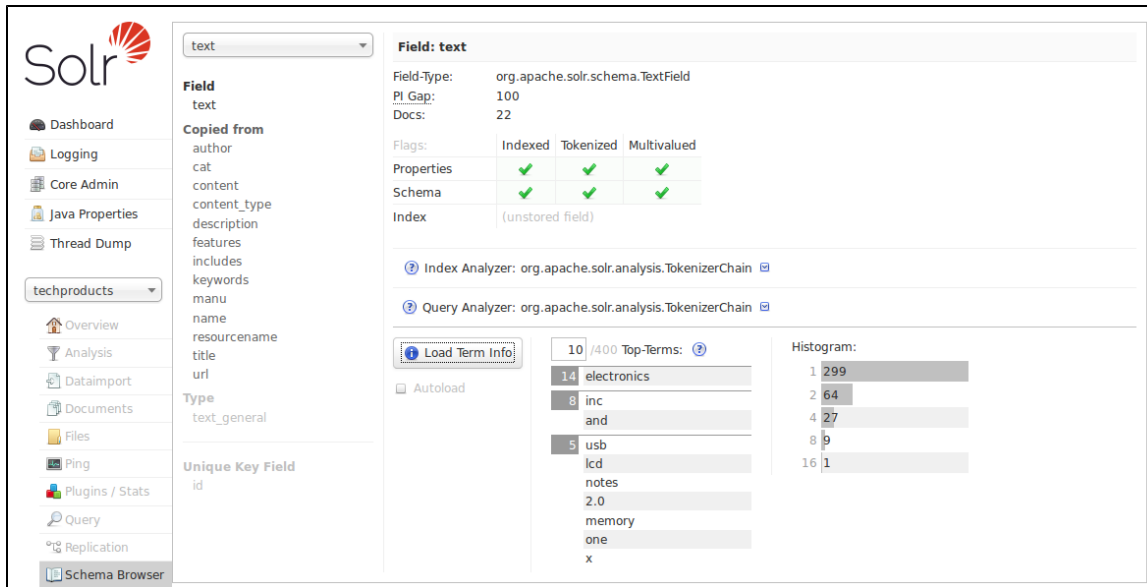 Solr
Dashboard
Logging
Core Admin
Java Properties
Thread Dump
techproducts
Overview
Analysis
Dataimport
Documents
Files
Ping
Plugins / Stats
Query
Replication
Schema Browser
text
Field
text
Copied from
author
cat
content
content_type
description
features
includes
keywords
manu
name
resourcename
title
url
Type
text_general
Unique Key Field
id
Field: text
Field-Type: org.apache.solr.schema.TextField
PI Gap: 100
Docs: 22
Flags: Indexed Tokenized Multivalued
Properties
Schema
Index (unstored field)
Index Analyzer: org.apache.solr.analysis.TokenizerChain
Query Analyzer: org.apache.solr.analysis.TokenizerChain
Load Term Info
Autoload
10 /400 Top-Terms:
14 electronics
8 inc
and
5 usb
lcd
notes
2.0
memory
one
x
Histogram:
1 299
2 64
4 27
8 9
16 1